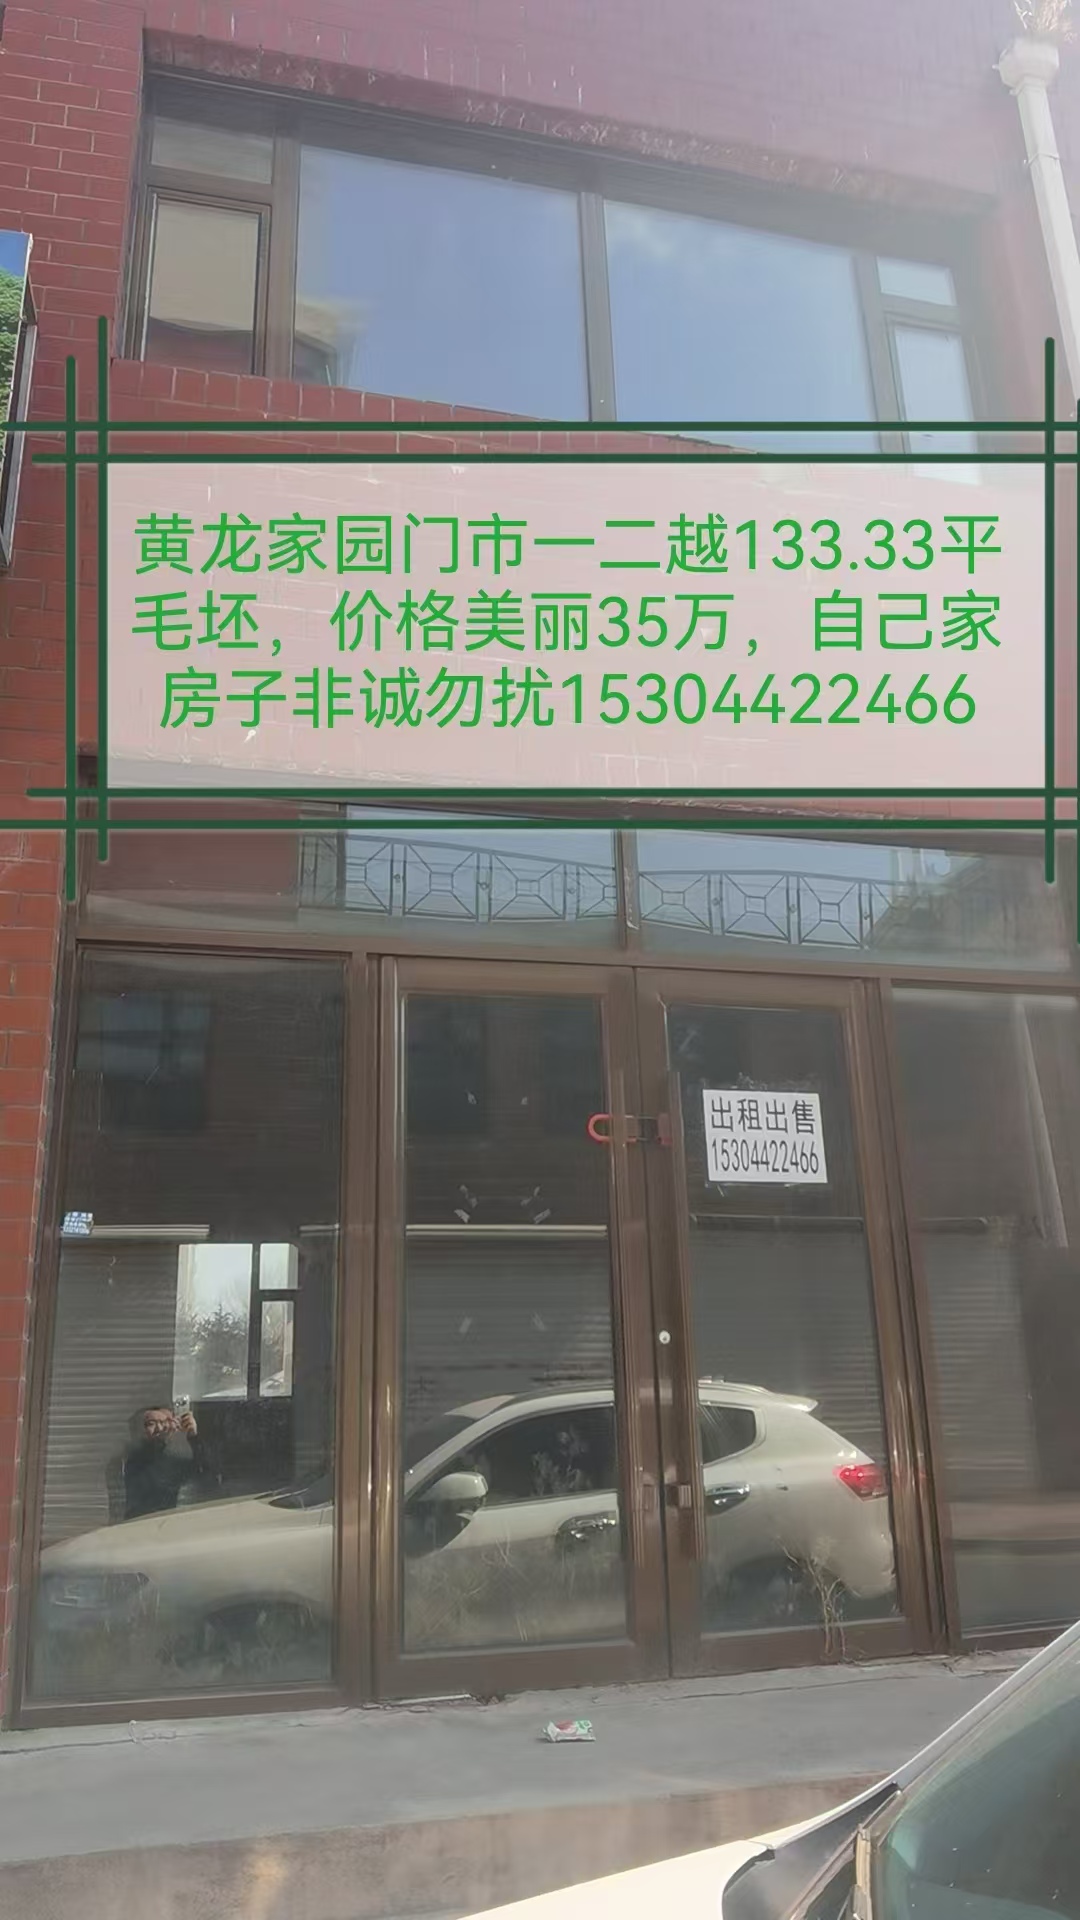 黄龙家园门市一二越133.33平
毛坯，价格美丽35万，自己家
房子非诚勿扰15304422466
出租出售
15304422466